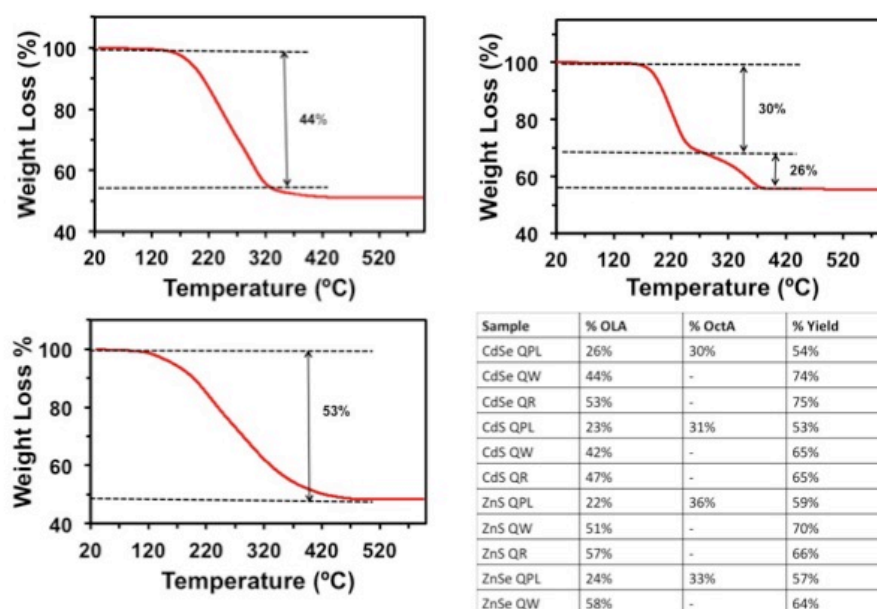 Weight Loss (%)
100
80
60
40
44%
20 120 220 320 420 520
Temperature (ºC)
Weight Loss (%)
100
80
60
40
30%
26%
20 120 220 320 420 520
Temperature (ºC)
Weight Loss %
100
80
60
40
53%
20 120 220 320 420 520
Temperature (ºC)
Sample % OLA % OctA % Yield
CdSe QPL 26% 30% 54%
CdSe QW 44% - 74%
CdSe QR 53% - 75%
CdS QPL 23% 31% 53%
CdS QW 42% - 65%
CdS QR 47% - 65%
ZnS QPL 22% 36% 59%
ZnS QW 51% - 70%
ZnS QR 57% - 66%
ZnSe QPL 24% 33% 57%
ZnSe QW 58% - 64%